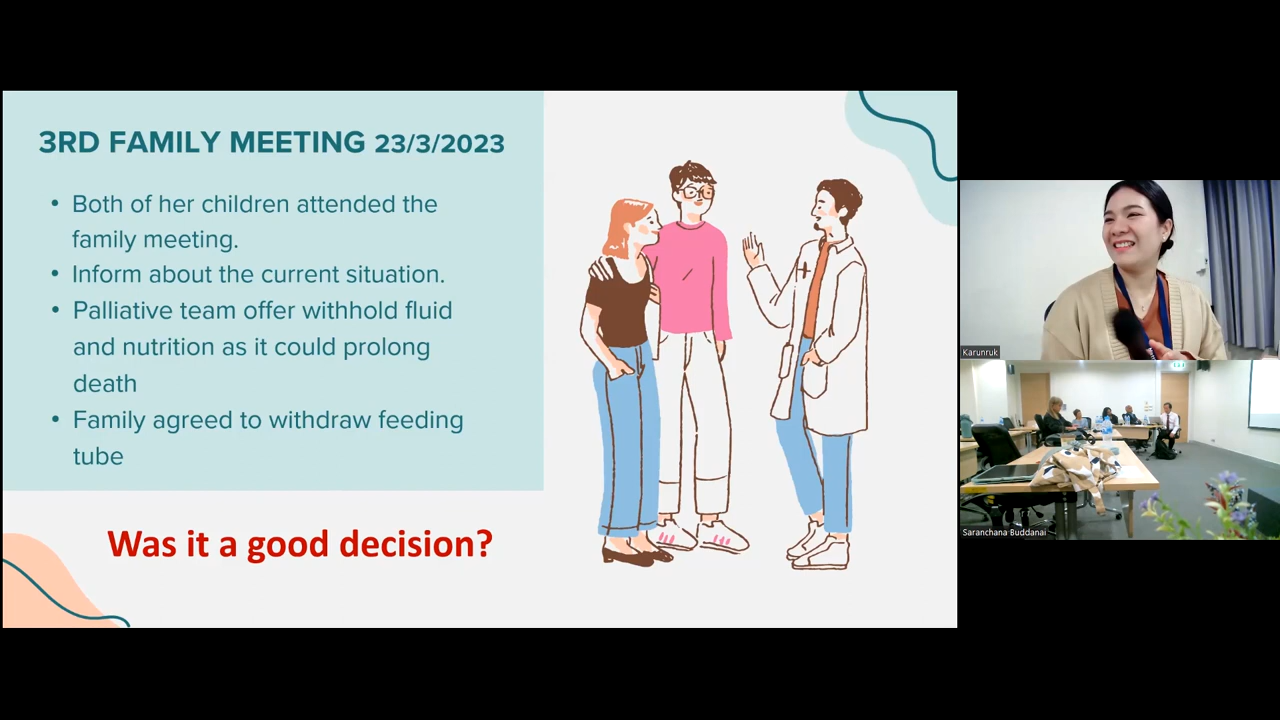 3RD FAMILY MEETING 23/3/2023
• Both of her children attended the
family meeting.
• Inform about the current situation.
• Palliative team offer withhold fluid
and nutrition as it could prolong
death
• Family agreed to withdraw feeding
tube
Was it a good decision?
Karunruk
Saranchana Buddanai